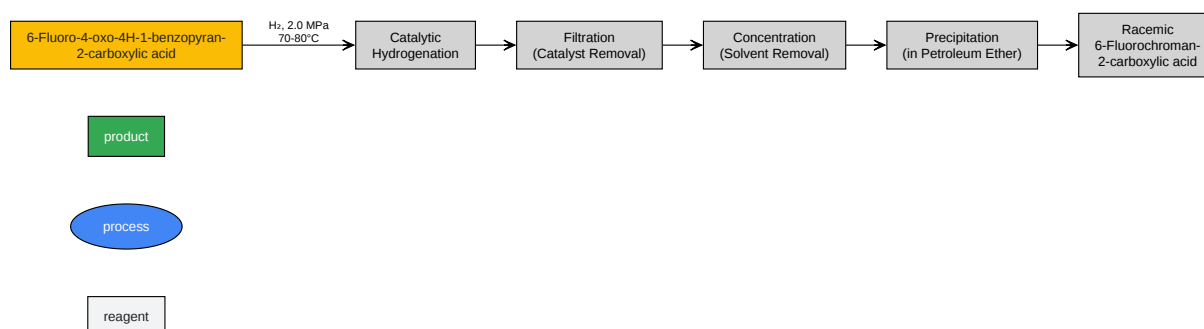 6-Fluoro-4-oxo-4H-1-benzopyran-
2-carboxylic acid
H₂, 2.0 MPa
70-80°C
Catalytic
Hydrogenation
Filtration
(Catalyst Removal)
Concentration
(Solvent Removal)
Precipitation
(in Petroleum Ether)
Racemic
6-Fluorochroman-
2-carboxylic acid
product
process
reagent